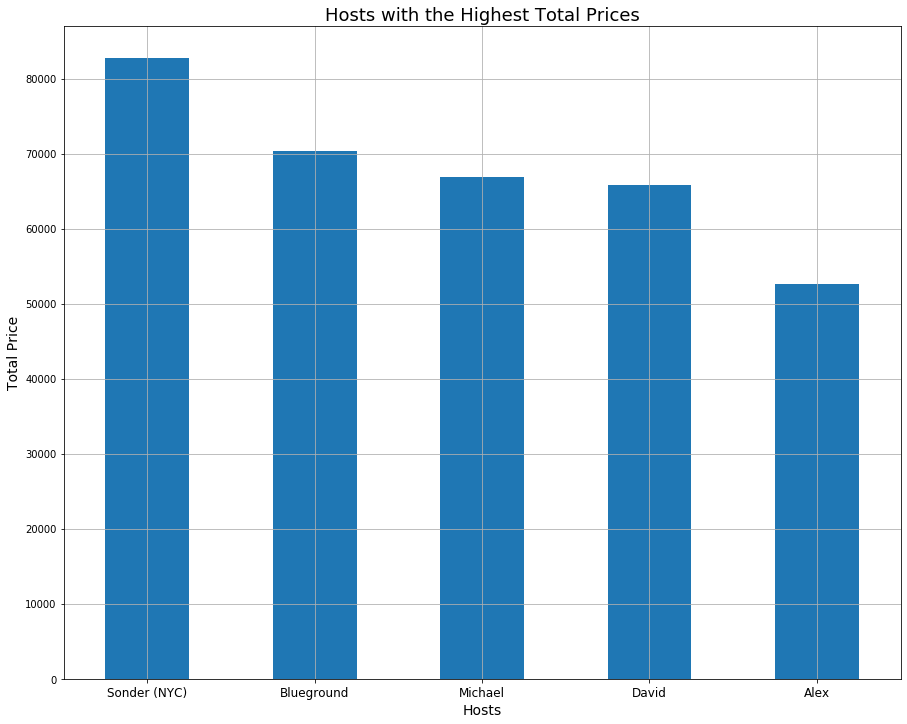 Hosts with the Highest Total Prices
Total Price
80000
70000
60000
50000
40000
30000
20000
10000
0
Sonder (NYC) Blueground Michael David Alex
Hosts